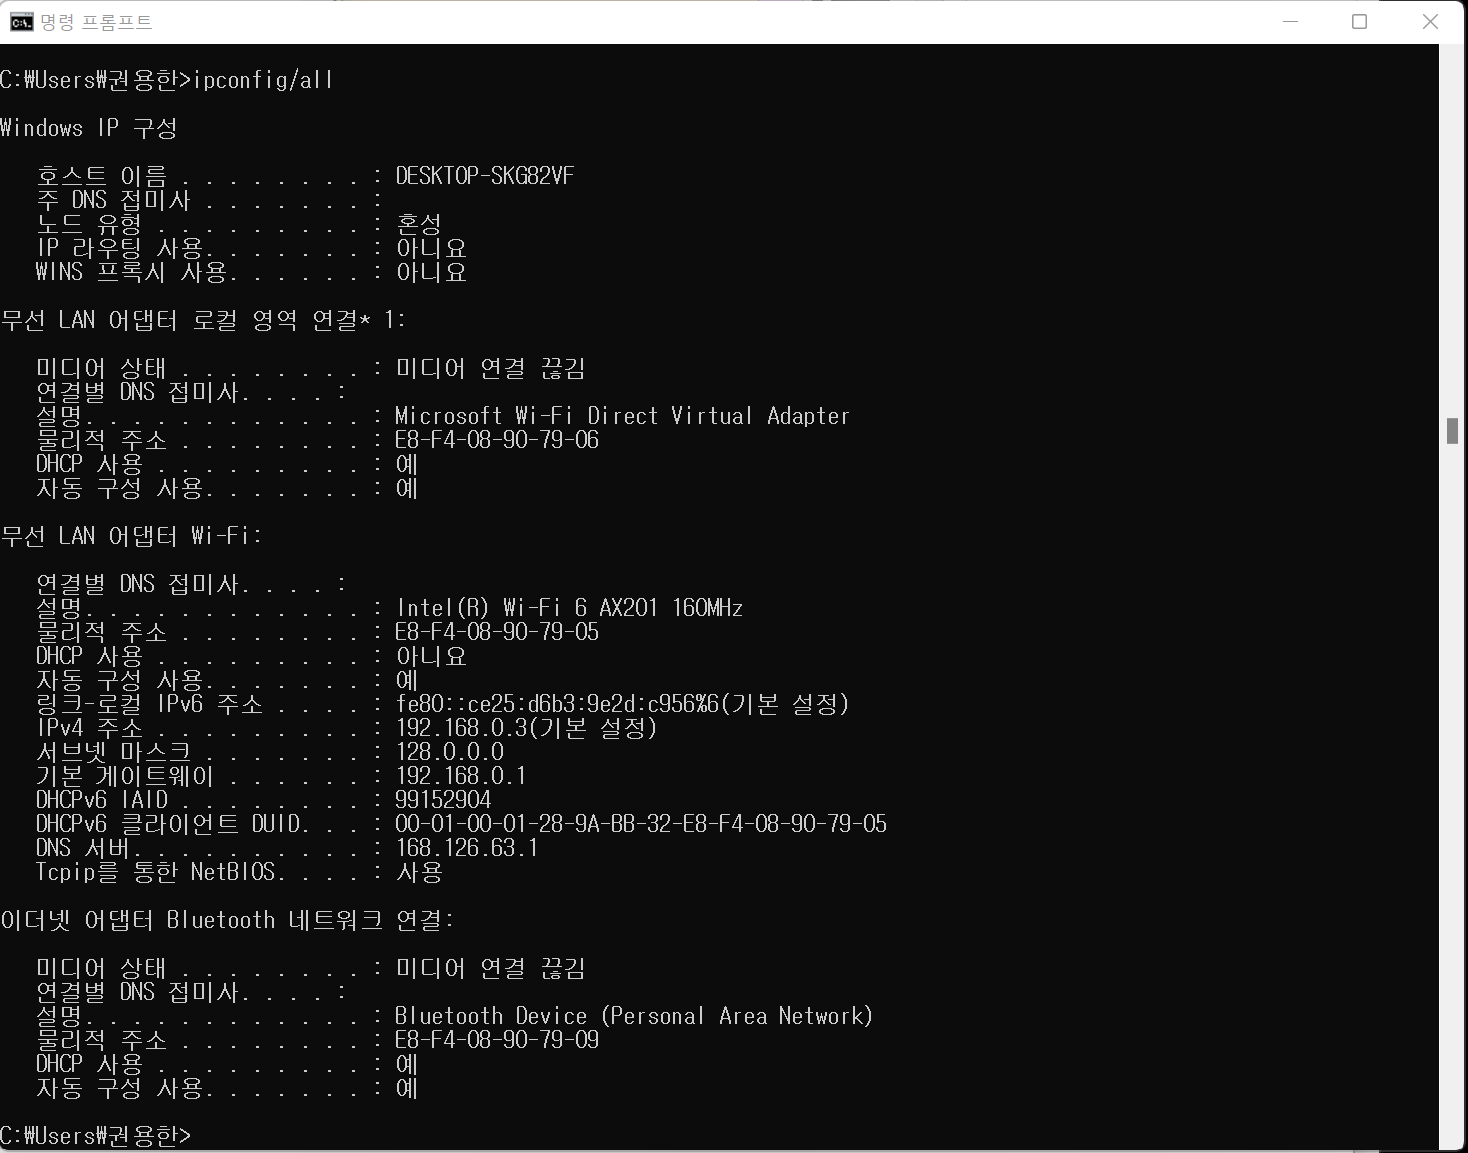 명령 프롬프트
C:₩Users₩권용한>ipconfig/all
Windows IP 구성
호스트 이름 . . . . . . . . : DESKTOP-SKG82VF
주 DNS 접미사 . . . . . . . :
노드 유형 . . . . . . . . . : 혼성
IP 라우팅 사용. . . . . . . : 아니요
WINS 프록시 사용. . . . . . : 아니요
무선 LAN 어댑터 로컬 영역 연결* 1:
미디어 상태 . . . . . . . . : 미디어 연결 끊김
연결별 DNS 접미사. . . . :
설명. . . . . . . . . . . . : Microsoft Wi-Fi Direct Virtual Adapter
물리적 주소 . . . . . . . . : E8-F4-08-90-79-06
DHCP 사용 . . . . . . . . . : 예
자동 구성 사용. . . . . . . : 예
무선 LAN 어댑터 Wi-Fi:
연결별 DNS 접미사. . . . :
설명. . . . . . . . . . . . : Intel(R) Wi-Fi 6 AX201 160MHz
물리적 주소 . . . . . . . . : E8-F4-08-90-79-05
DHCP 사용 . . . . . . . . . : 아니요
자동 구성 사용. . . . . . . : 예
링크-로컬 IPv6 주소 . . . . : fe80::ce25:d6b3:9e2d:c956%6(기본 설정)
IPv4 주소 . . . . . . . . . : 192.168.0.3(기본 설정)
서브넷 마스크 . . . . . . . : 128.0.0.0
기본 게이트웨이 . . . . . . : 192.168.0.1
DHCPv6 IAID . . . . . . . . : 99152904
DHCPv6 클라이언트 DUID. . . : 00-01-00-01-28-9A-BB-32-E8-F4-08-90-79-05
DNS 서버. . . . . . . . . . : 168.126.63.1
Tcpip를 통한 NetBIOS. . . . : 사용
이더넷 어댑터 Bluetooth 네트워크 연결:
미디어 상태 . . . . . . . . : 미디어 연결 끊김
연결별 DNS 접미사. . . . :
설명. . . . . . . . . . . . : Bluetooth Device (Personal Area Network)
물리적 주소 . . . . . . . . : E8-F4-08-90-79-09
DHCP 사용 . . . . . . . . . : 예
자동 구성 사용. . . . . . . : 예
C:₩Users₩권용한>